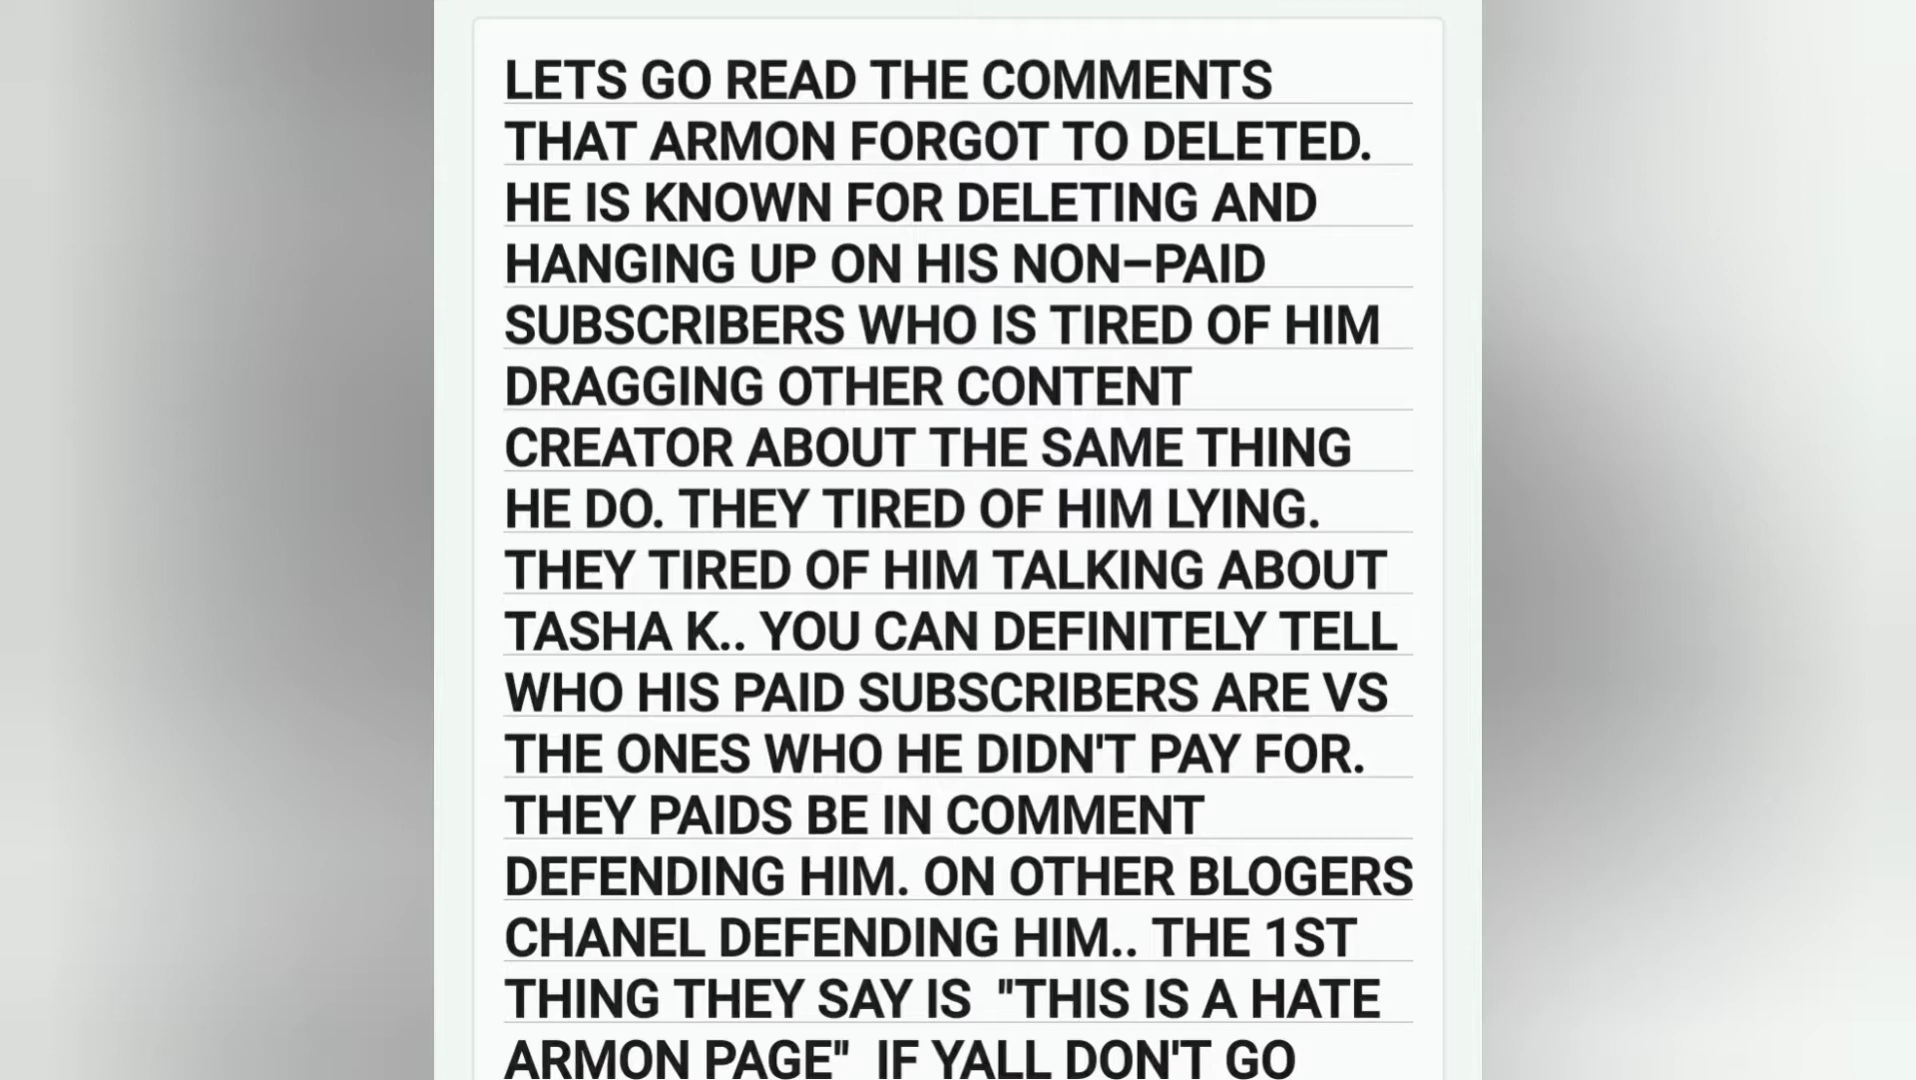 LETS GO READ THE COMMENTS
THAT ARMON FORGOT TO DELETED.
HE IS KNOWN FOR DELETING AND
HANGING UP ON HIS NON–PAID
SUBSCRIBERS WHO IS TIRED OF HIM
DRAGGING OTHER CONTENT
CREATOR ABOUT THE SAME THING
HE DO. THEY TIRED OF HIM LYING.
THEY TIRED OF HIM TALKING ABOUT
TASHA K.. YOU CAN DEFINITELY TELL
WHO HIS PAID SUBSCRIBERS ARE VS
THE ONES WHO HE DIDN'T PAY FOR.
THEY PAIDS BE IN COMMENT
DEFENDING HIM. ON OTHER BLOGERS
CHANEL DEFENDING HIM.. THE 1ST
THING THEY SAY IS  "THIS IS A HATE
ARMON PAGE"  IF YALL DON'T GO